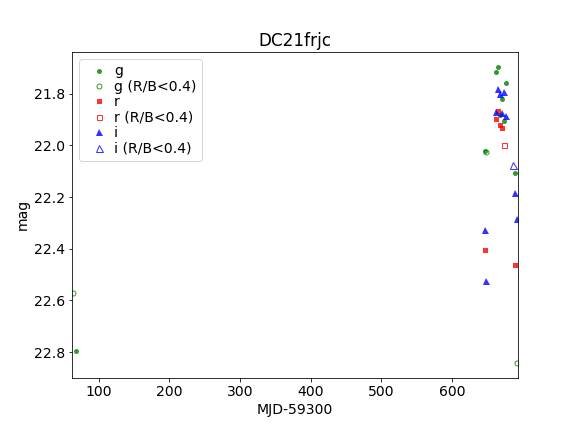 DC21frjc
g
g (R/B<0.4)
r
r (R/B<0.4)
i
i (R/B<0.4)
mag
21.8
22.0
22.2
22.4
22.6
22.8
100 200 300 400 500 600
MJD-59300